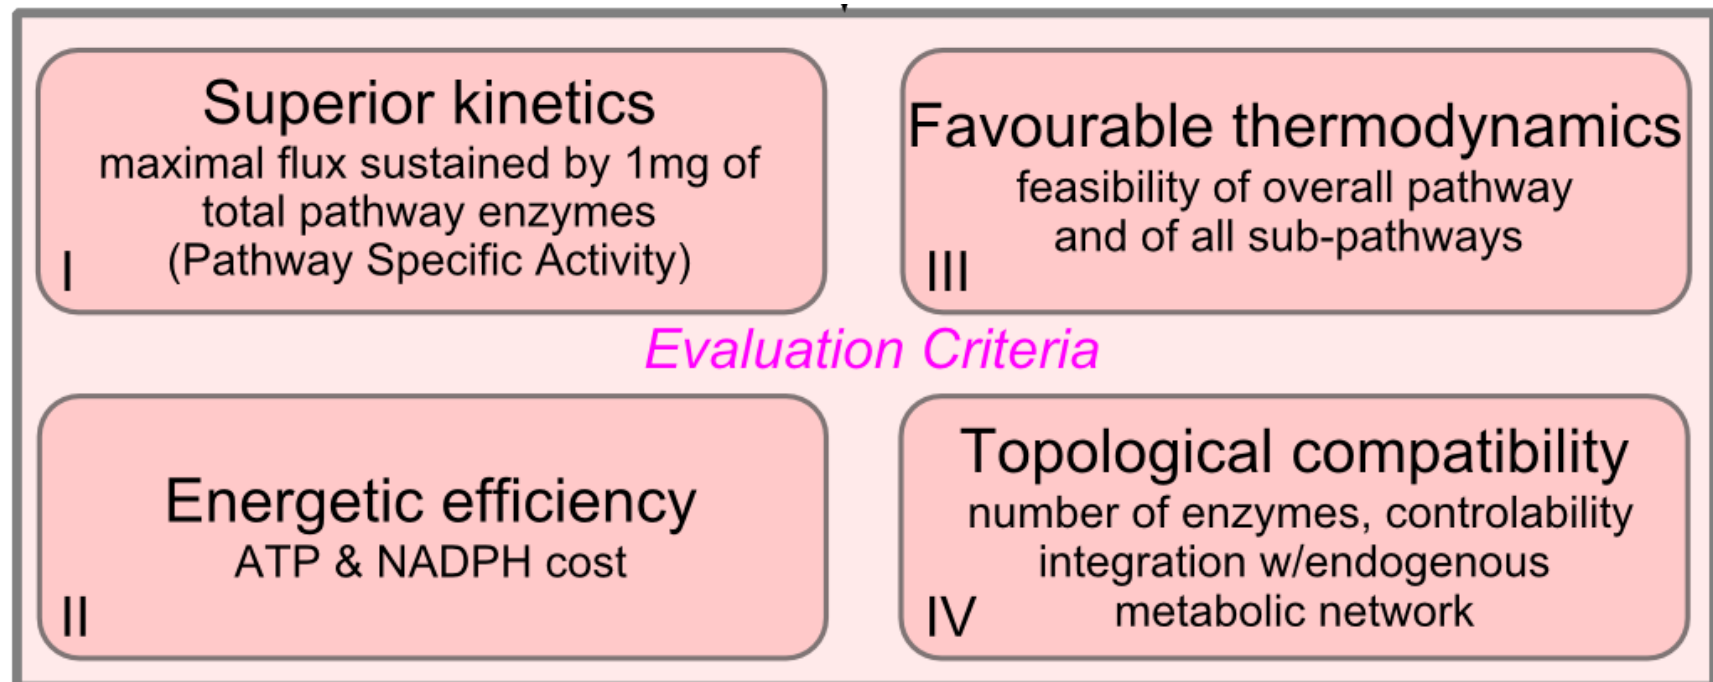 Superior kinetics
maximal flux sustained by 1mg of
total pathway enzymes
(Pathway Specific Activity)
I
Favourable thermodynamics
feasibility of overall pathway
and of all sub-pathways
III
Evaluation Criteria
Energetic efficiency
ATP & NADPH cost
II
Topological compatibility
number of enzymes, controlability
integration w/endogenous
metabolic network
IV